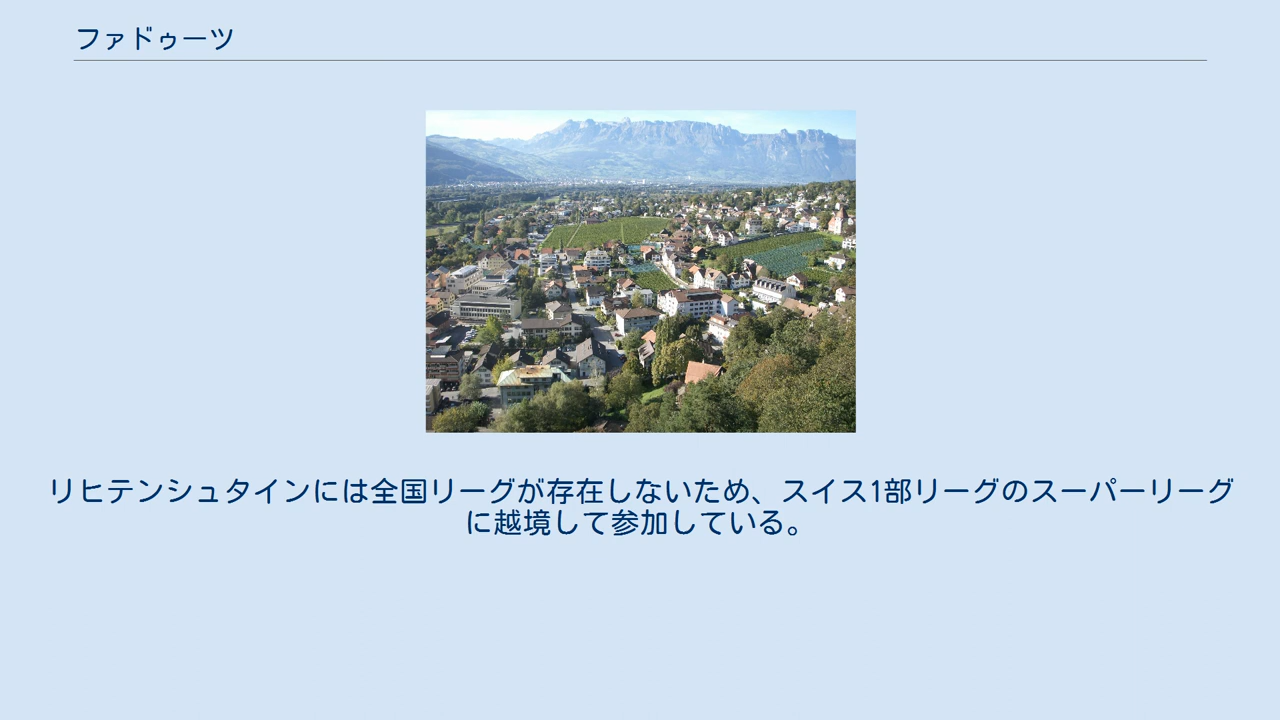 ファドゥーツ
リヒテンシュタインには全国リーグが存在しないため、スイス1部リーグのスーパーリーグ
に越境して参加している。